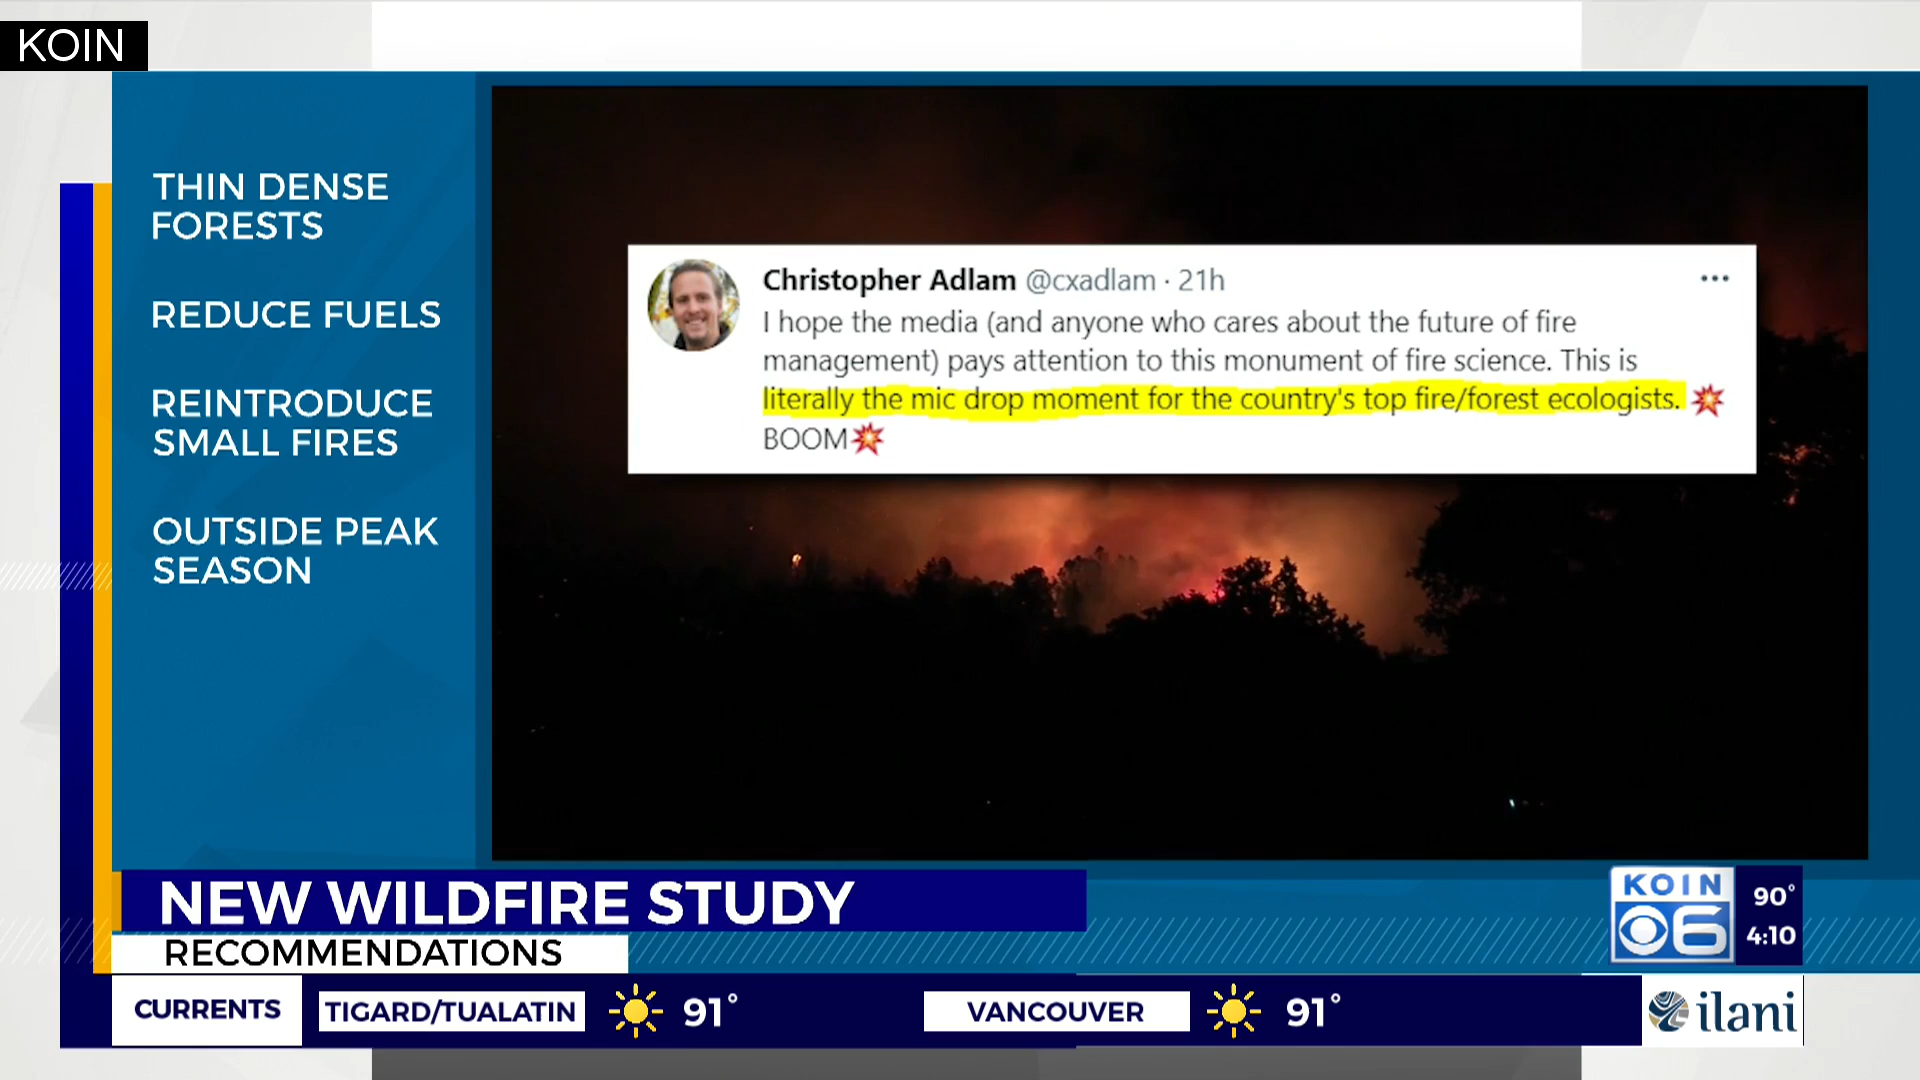 KOIN
THIN DENSE
FORESTS
REDUCE FUELS
REINTRODUCE
SMALL FIRES
OUTSIDE PEAK
SEASON
Christopher Adlam @cxadlam · 21h
I hope the media (and anyone who cares about the future of fire
management) pays attention to this monument of fire science. This is
literally the mic drop moment for the country's top fire/forest ecologists. 💥
BOOM💥
NEW WILDFIRE STUDY
RECOMMENDATIONS
KOIN
6
90°
4:10
CURRENTS
TIGARD/TUALATIN
91°
VANCOUVER
91°
ilani